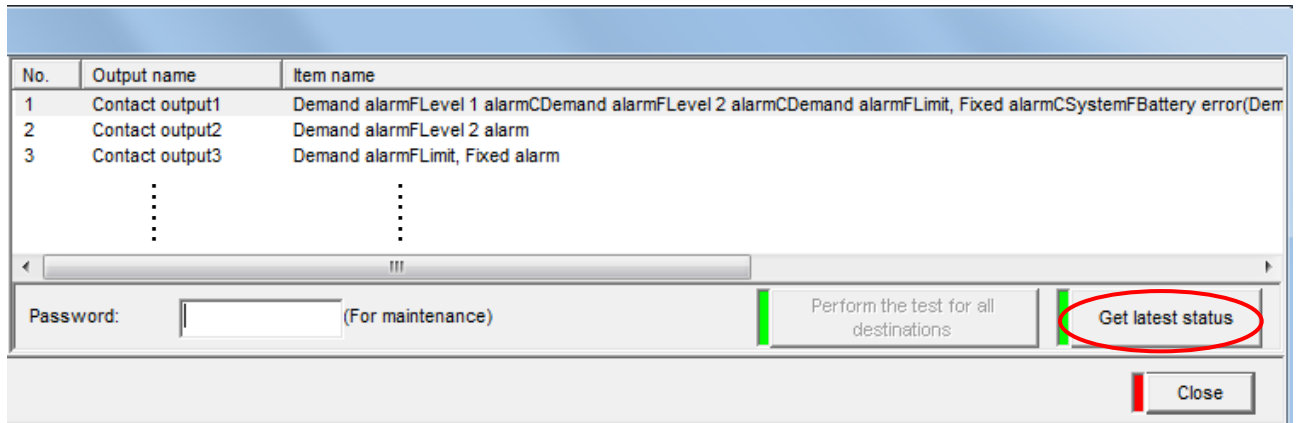 No. Output name Item name
1 Contact output1 Demand alarmFLevel 1 alarmCDemand alarmFLevel 2 alarmCDemand alarmFLimit, Fixed alarmCSystemFBattery error(Dem
2 Contact output2 Demand alarmFLevel 2 alarm
3 Contact output3 Demand alarmFLimit, Fixed alarm
Password: (For maintenance)
Perform the test for all
destinations
Get latest status
Close